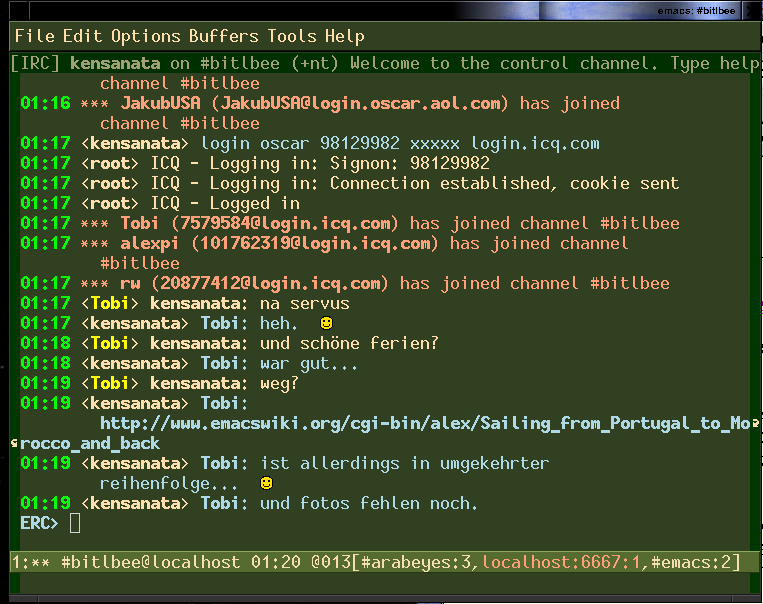 emacs: #bitlbee
File Edit Options Buffers Tools Help
[IRC] kensanata on #bitlbee (+nt) Welcome to the control channel. Type help
channel #bitlbee
01:16 *** JakubUSA (JakubUSA@login.oscar.aol.com) has joined
channel #bitlbee
01:17 <kensanata> login oscar 98129982 xxxxx login.icq.com
01:17 <root> ICQ - Logging in: Signon: 98129982
01:17 <root> ICQ - Logging in: Connection established, cookie sent
01:17 <root> ICQ - Logged in
01:17 *** Tobi (7579584@login.icq.com) has joined channel #bitlbee
01:17 *** alexpi (101762319@login.icq.com) has joined channel
#bitlbee
01:17 *** rw (20877412@login.icq.com) has joined channel #bitlbee
01:17 <Tobi> kensanata: na servus
01:17 <kensanata> Tobi: heh.
01:18 <Tobi> kensanata: und schöne ferien?
01:18 <kensanata> Tobi: war gut...
01:19 <Tobi> kensanata: weg?
01:19 <kensanata> Tobi:
http://www.emacswiki.org/cgi-bin/alex/Sailing_from_Portugal_to_Mo
rocco_and_back
01:19 <kensanata> Tobi: ist allerdings in umgekehrter
reihenfolge...
01:19 <kensanata> Tobi: und fotos fehlen noch.
ERC>
1:** #bitlbee@localhost 01:20 @013[#arabeyes:3,localhost:6667:1,#emacs:2]